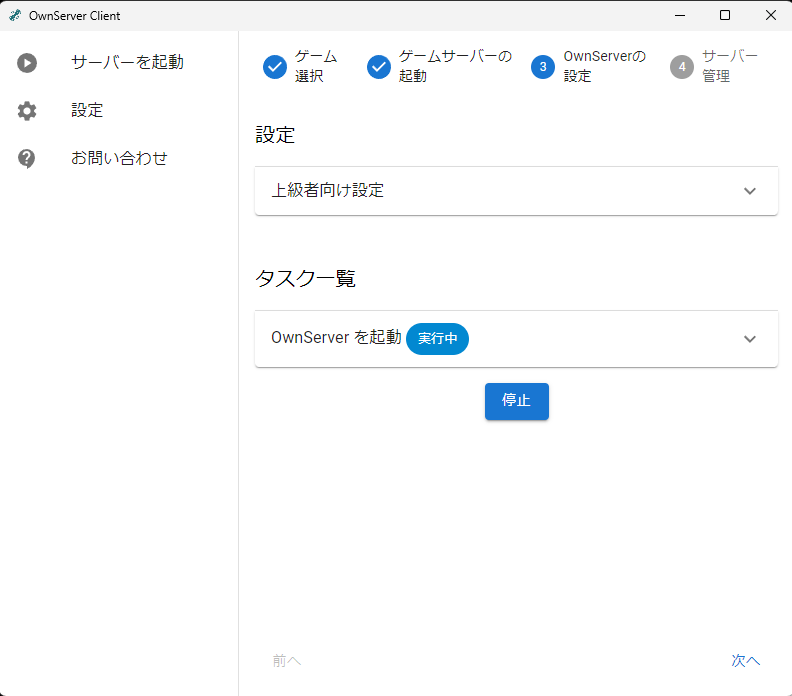 OwnServer Client
サーバーを起動
設定
お問い合わせ
ゲーム
選択
ゲームサーバーの
起動
3
OwnServerの
設定
4
サーバー
管理
設定
上級者向け設定
タスク一覧
OwnServer を起動 実行中
停止
前へ
次へ